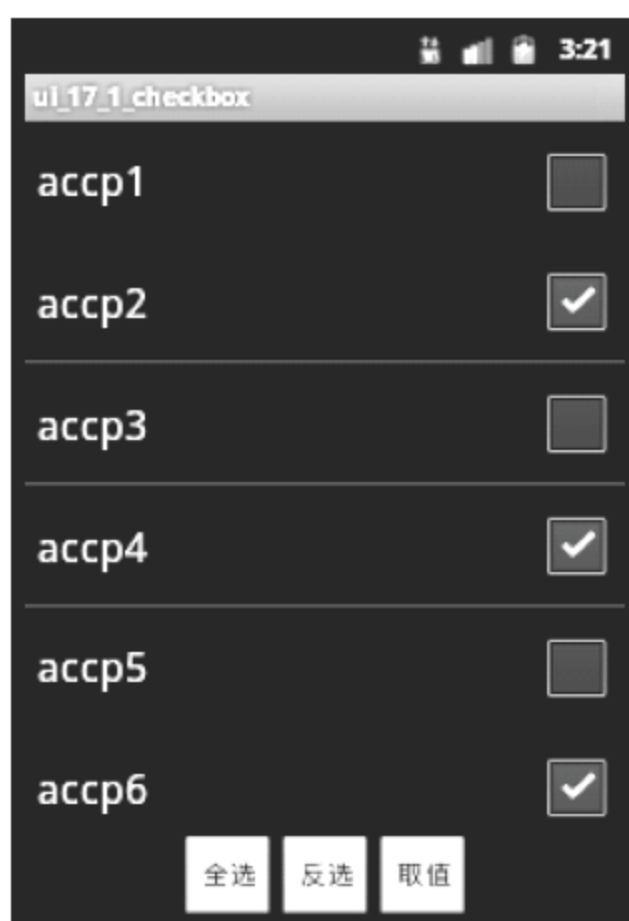 3:21
ui_17_1_checkbox
accp1
accp2
accp3
accp4
accp5
accp6
全选 反选 取值